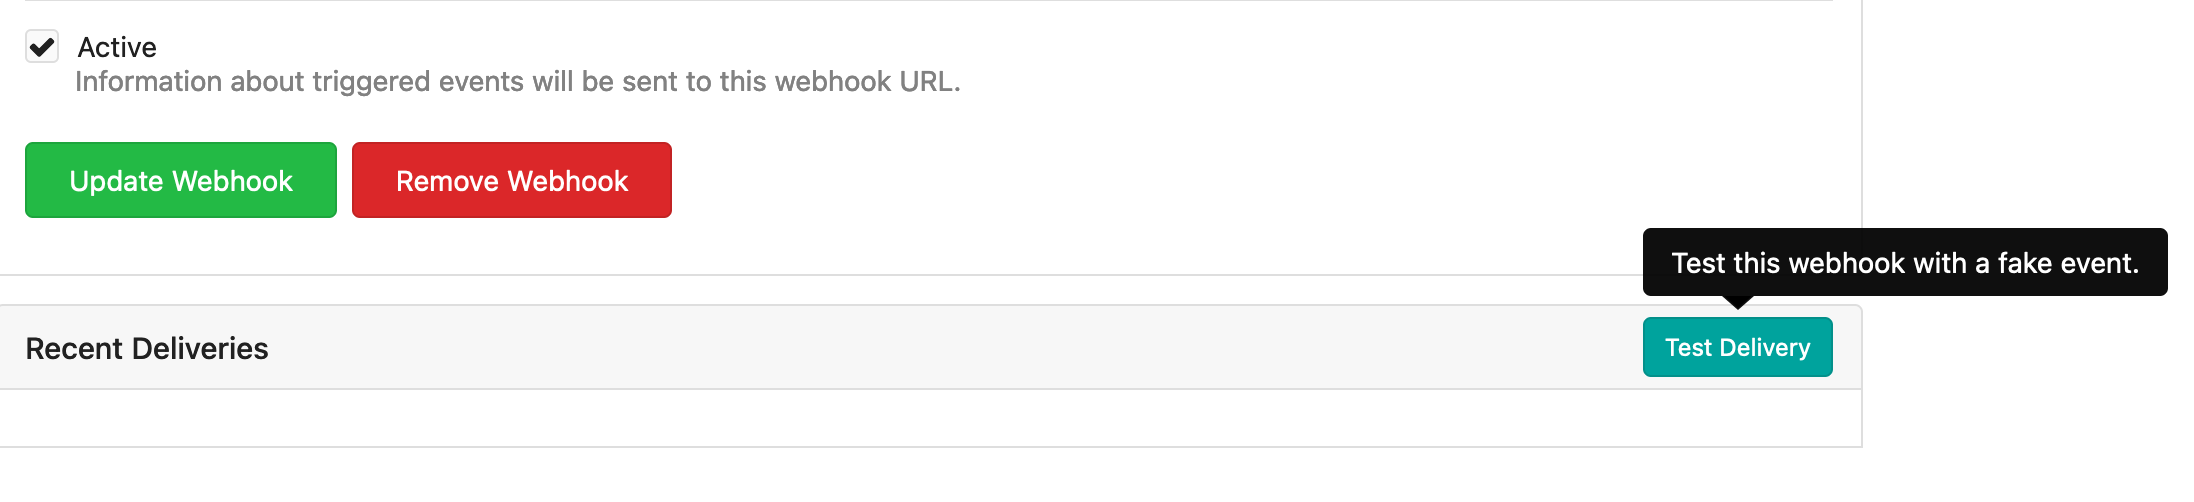 Active
Information about triggered events will be sent to this webhook URL.
Update Webhook Remove Webhook
Test this webhook with a fake event.
Recent Deliveries Test Delivery